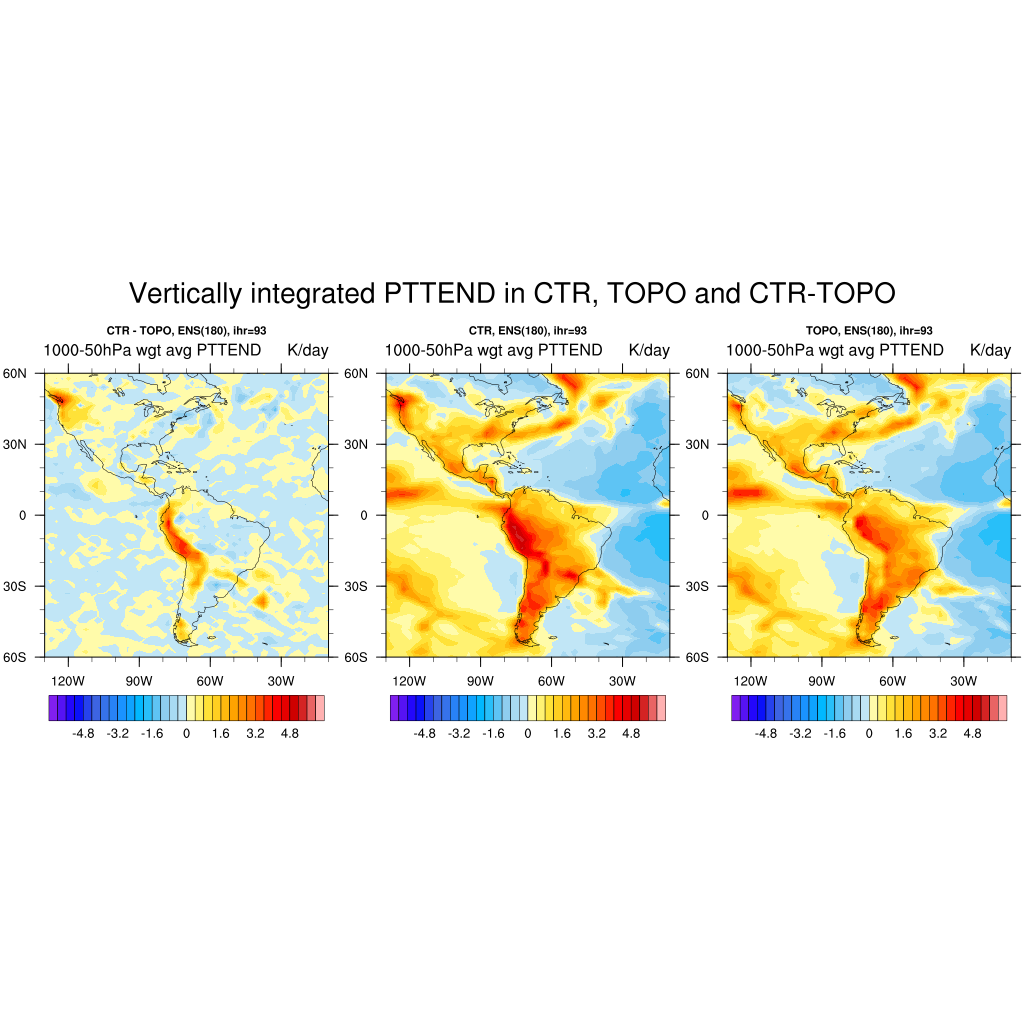 Vertically integrated PTTEND in CTR, TOPO and CTR-TOPO
CTR - TOPO, ENS(180), ihr=93
1000-50hPa wgt avg PTTEND K/day
60N
30N
0
30S
60S
120W 90W 60W 30W
-4.8 -3.2 -1.6 0 1.6 3.2 4.8
CTR, ENS(180), ihr=93
1000-50hPa wgt avg PTTEND K/day
60N
30N
0
30S
60S
120W 90W 60W 30W
-4.8 -3.2 -1.6 0 1.6 3.2 4.8
TOPO, ENS(180), ihr=93
1000-50hPa wgt avg PTTEND K/day
60N
30N
0
30S
60S
120W 90W 60W 30W
-4.8 -3.2 -1.6 0 1.6 3.2 4.8